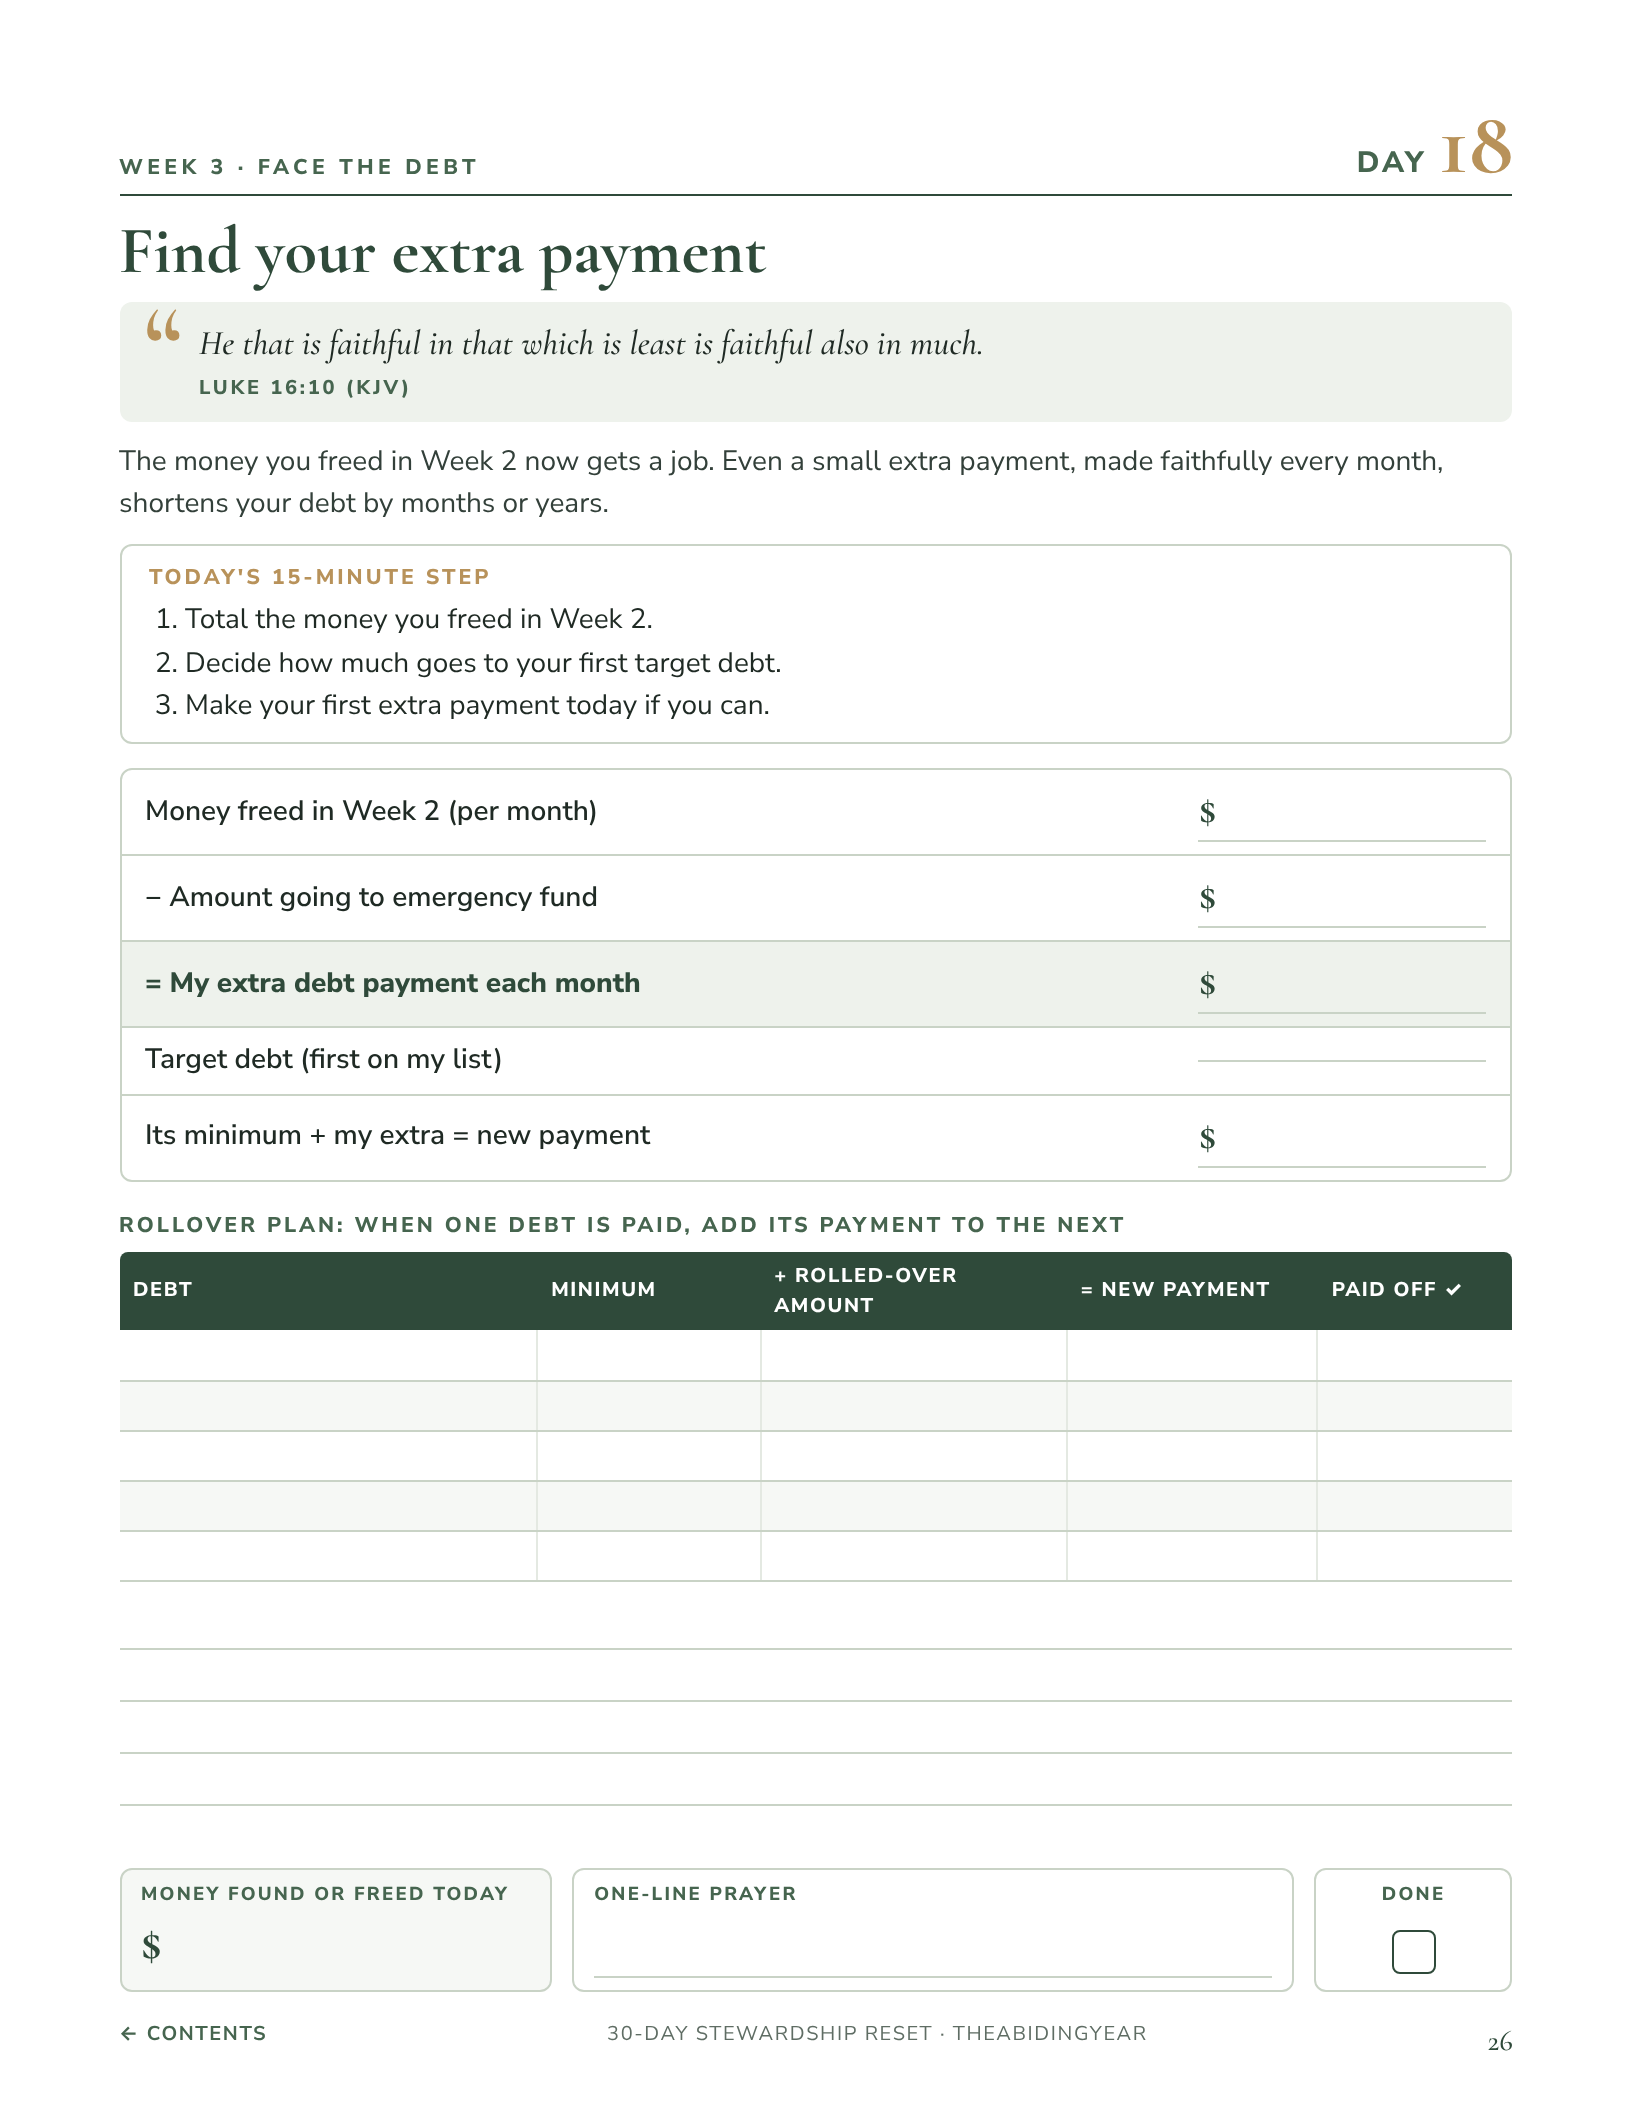 WEEK 3 · FACE THE DEBT
DAY 18
Find your extra payment
“ He that is faithful in that which is least is faithful also in much.
LUKE 16:10 (KJV)
The money you freed in Week 2 now gets a job. Even a small extra payment, made faithfully every month,
shortens your debt by months or years.
TODAY'S 15-MINUTE STEP
1. Total the money you freed in Week 2.
2. Decide how much goes to your first target debt.
3. Make your first extra payment today if you can.
Money freed in Week 2 (per month) $
− Amount going to emergency fund $
= My extra debt payment each month $
Target debt (first on my list)
Its minimum + my extra = new payment $
ROLLOVER PLAN: WHEN ONE DEBT IS PAID, ADD ITS PAYMENT TO THE NEXT
DEBT MINIMUM + ROLLED-OVER AMOUNT = NEW PAYMENT PAID OFF ✓
MONEY FOUND OR FREED TODAY
$
ONE-LINE PRAYER
DONE
← CONTENTS
30-DAY STEWARDSHIP RESET · THEABIDINGYEAR
26